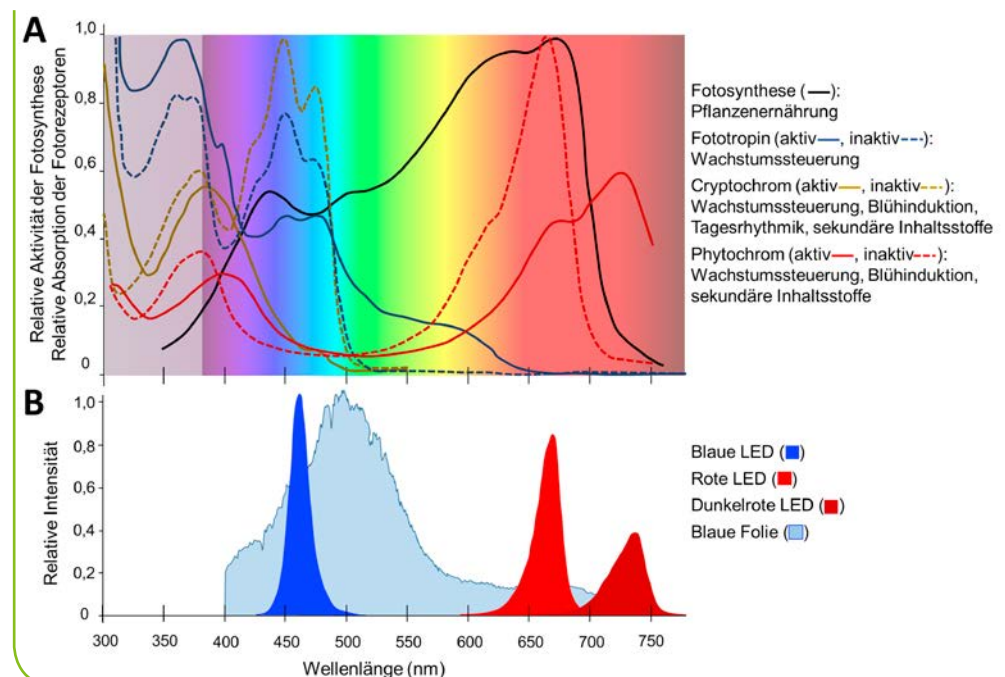 A
Relative Aktivität der Fotosynthese
Relative Absorption der Fotorezeptoren
1,0
0,8
0,6
0,4
0,2
0
Fotosynthese (—):
Pflanzenernährung
Fototropin (aktiv—, inaktiv---):
Wachstumssteuerung
Cryptochrom (aktiv—, inaktiv---):
Wachstumssteuerung, Blühinduktion,
Tagesrhythmik, sekundäre Inhaltsstoffe
Phytochrom (aktiv—, inaktiv---):
Wachstumssteuerung, Blühinduktion,
sekundäre Inhaltsstoffe
B
Relative Intensität
1,0
0,8
0,6
0,4
0,2
0
Blaue LED (■)
Rote LED (■)
Dunkelrote LED (■)
Blaue Folie (■)
300 350 400 450 500 550 600 650 700 750
Wellenlänge (nm)